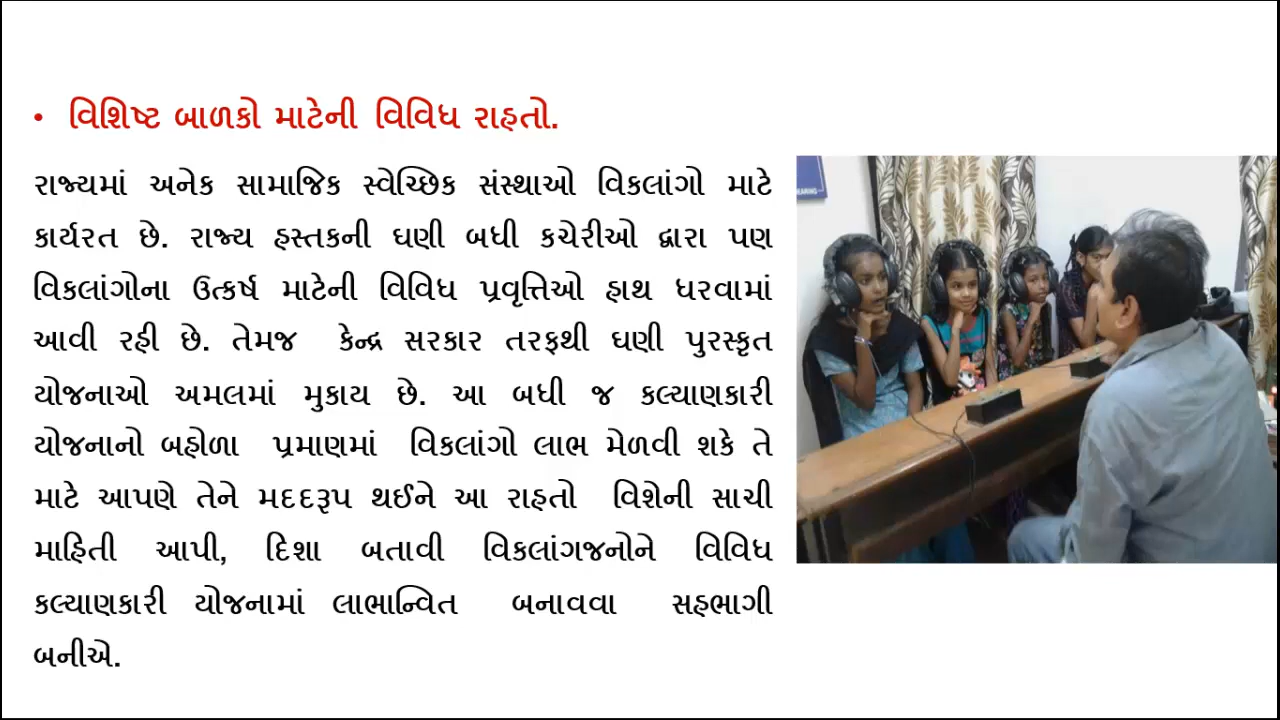 • વિશિષ્ટ બાળકો માટેની વિવિધ રાહતો.
રાજ્યમાં અનેક સામાજિક સ્વેચ્છિક સંસ્થાઓ વિકલાંગો માટે
કાર્યરત છે. રાજ્ય હસ્તકની ઘણી બધી કચેરીઓ દ્વારા પણ
વિકલાંગોના ઉત્કર્ષ માટેની વિવિધ પ્રવૃત્તિઓ હાથ ધરવામાં
આવી રહી છે. તેમજ કેન્દ્ર સરકાર તરફથી ઘણી પુરસ્કૃત
યોજનાઓ અમલમાં મુકાય છે. આ બધી જ કલ્યાણકારી
યોજનાનો બહોળા પ્રમાણમાં વિકલાંગો લાભ મેળવી શકે તે
માટે આપણે તેને મદદરૂપ થઈને આ રાહતો વિશેની સાચી
માહિતી આપી, દિશા બતાવી વિકલાંગજનોને વિવિધ
કલ્યાણકારી યોજનામાં લાભાન્વિત બનાવવા સહભાગી
બનીએ.